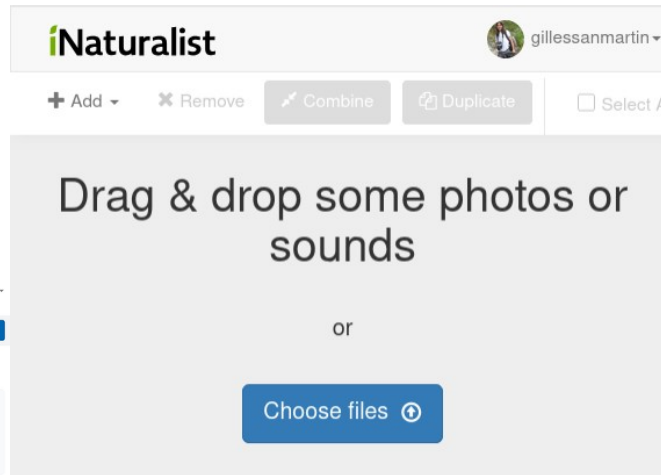 iNaturalist gillessanmartin
Add Remove Combine Duplicate Select
Drag & drop some photos or
sounds
or
Choose files